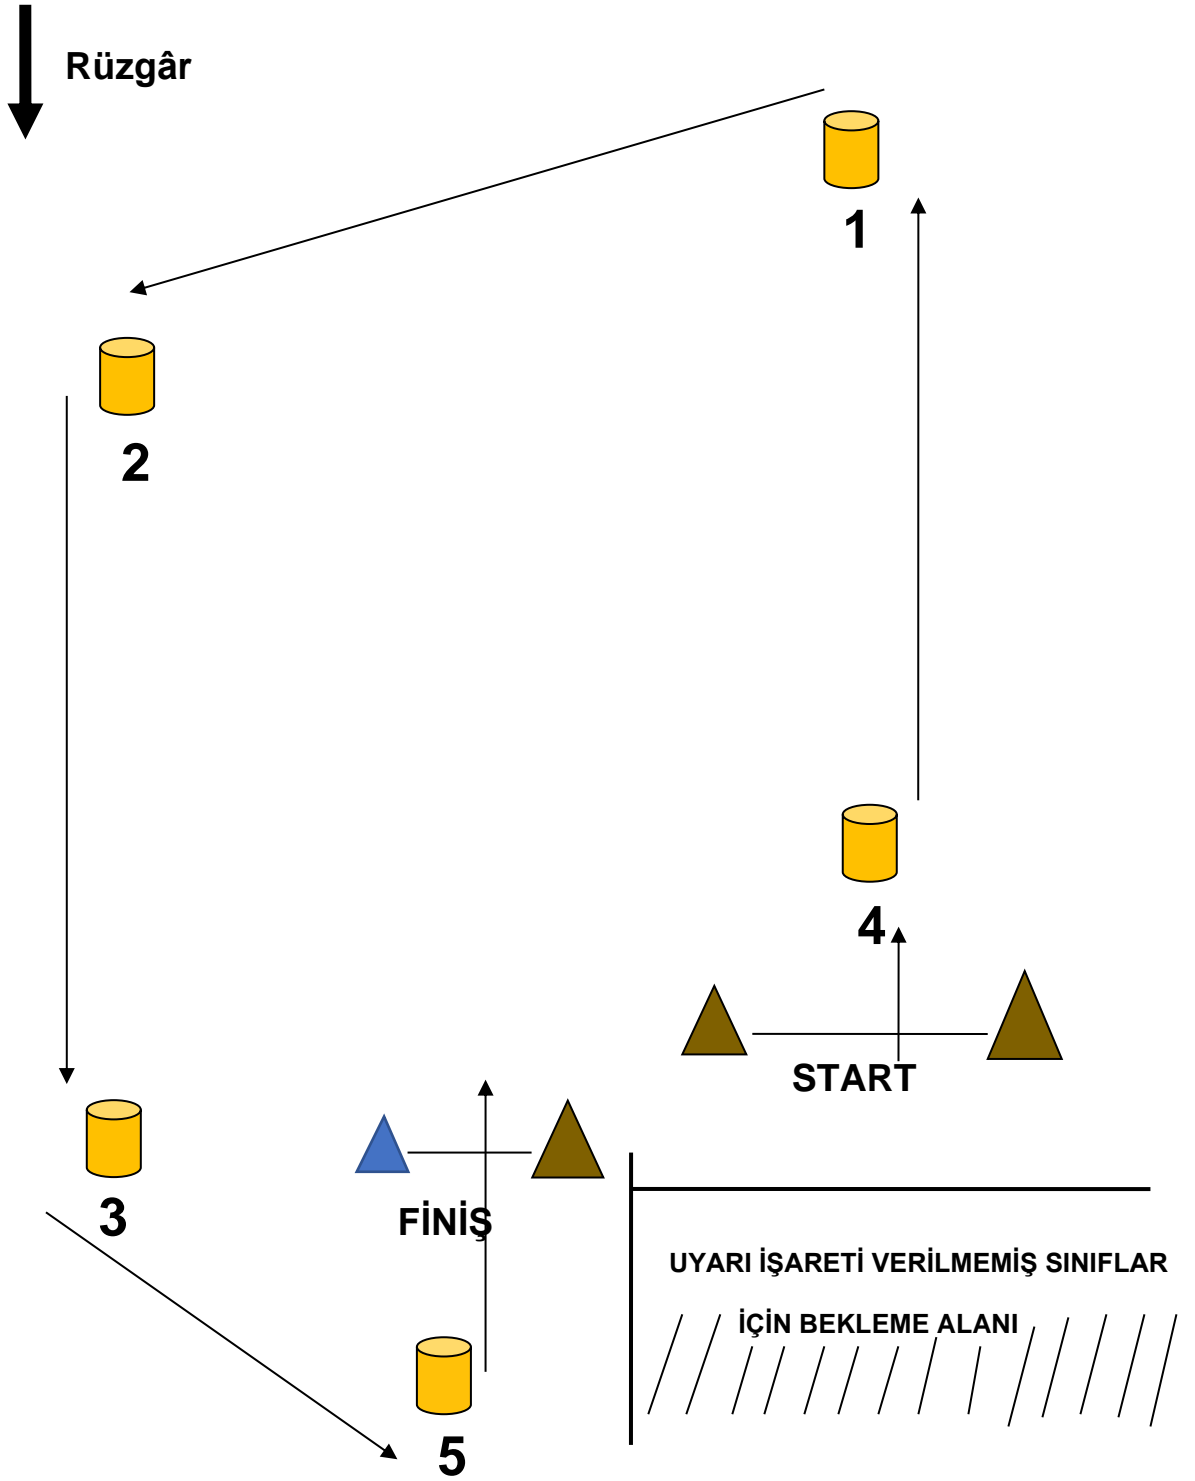 Rüzgâr
1
2
4
START
3
FİNİŞ
UYARI İŞARETİ VERİLMEMİŞ SINIFLAR
İÇİN BEKLEME ALANI
5